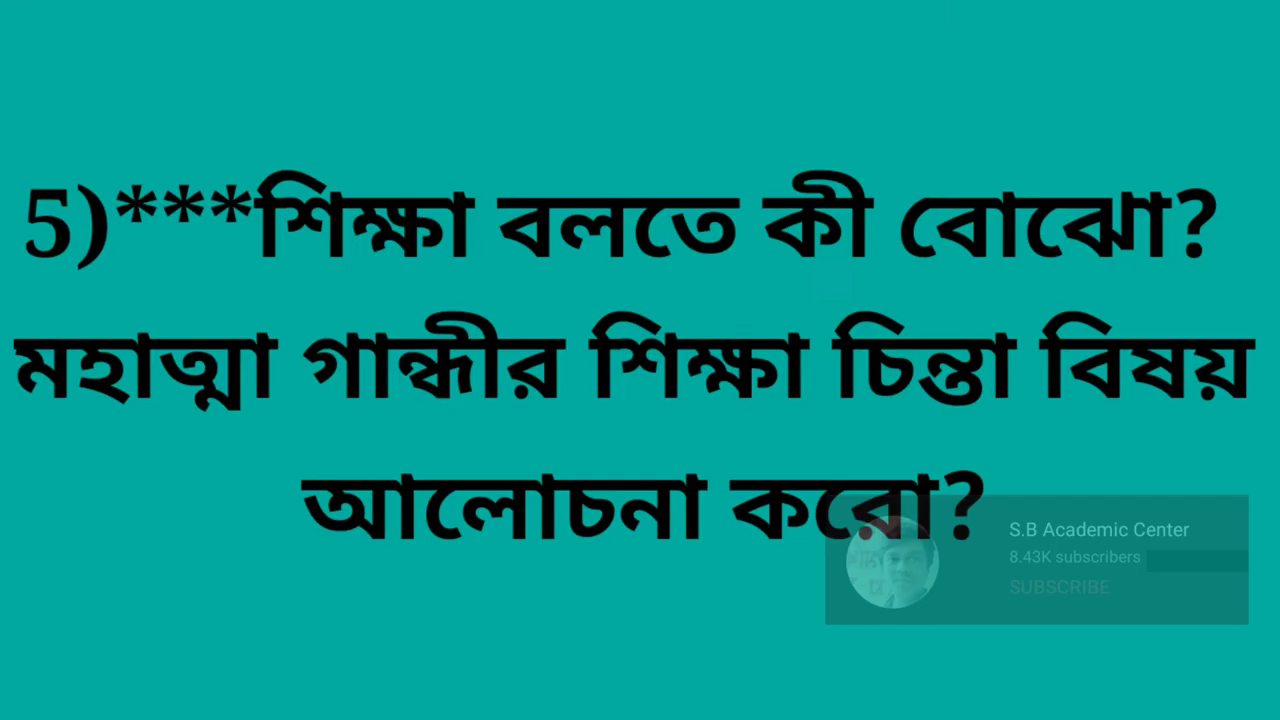 5)***শিক্ষা বলতে কী বোঝো?
মহাত্মা গান্ধীর শিক্ষা চিন্তা বিষয়
আলোচনা করো?
S.B Academic Center
8.43K subscribers
SUBSCRIBE